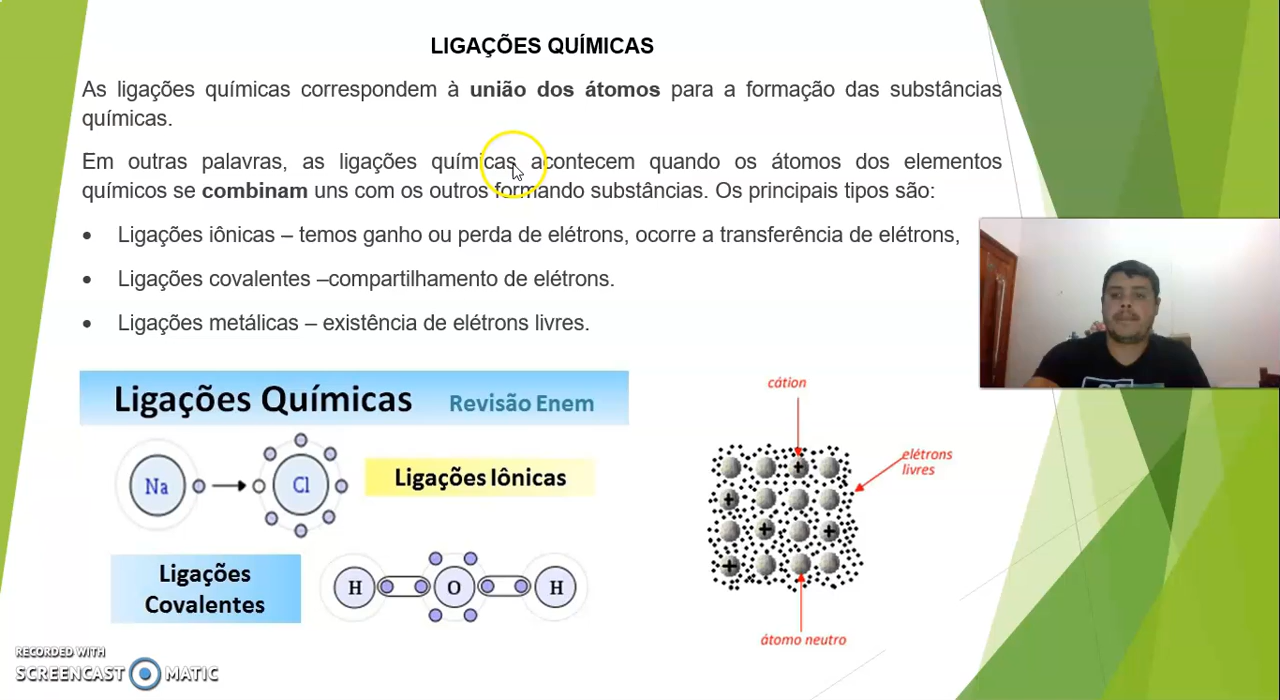 LIGAÇÕES QUÍMICAS
As ligações químicas correspondem à união dos átomos para a formação das substâncias
químicas.
Em outras palavras, as ligações químicas acontecem quando os átomos dos elementos
químicos se combinam uns com os outros formando substâncias. Os principais tipos são:
• Ligações iônicas – temos ganho ou perda de elétrons, ocorre a transferência de elétrons,
• Ligações covalentes –compartilhamento de elétrons.
• Ligações metálicas – existência de elétrons livres.
Ligações Químicas Revisão Enem
Na Cl
Ligações Iônicas
Ligações
Covalentes
H O H
cátion
elétrons
livres
+
+
+ +
+
átomo neutro
RECORDED WITH
SCREENCAST MATIC